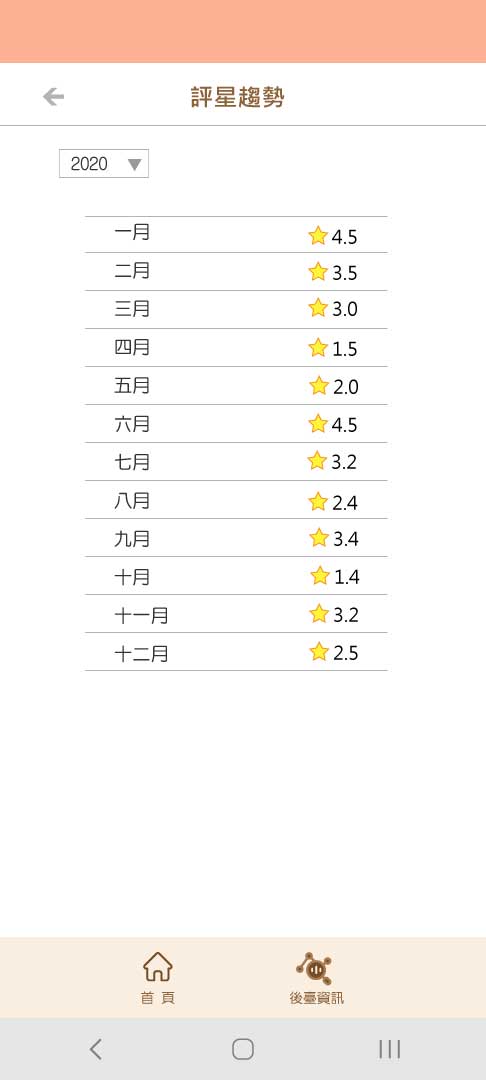 評星趨勢
2020
一月 4.5
二月 3.5
三月 3.0
四月 1.5
五月 2.0
六月 4.5
七月 3.2
八月 2.4
九月 3.4
十月 1.4
十一月 3.2
十二月 2.5
首 頁 後臺資訊